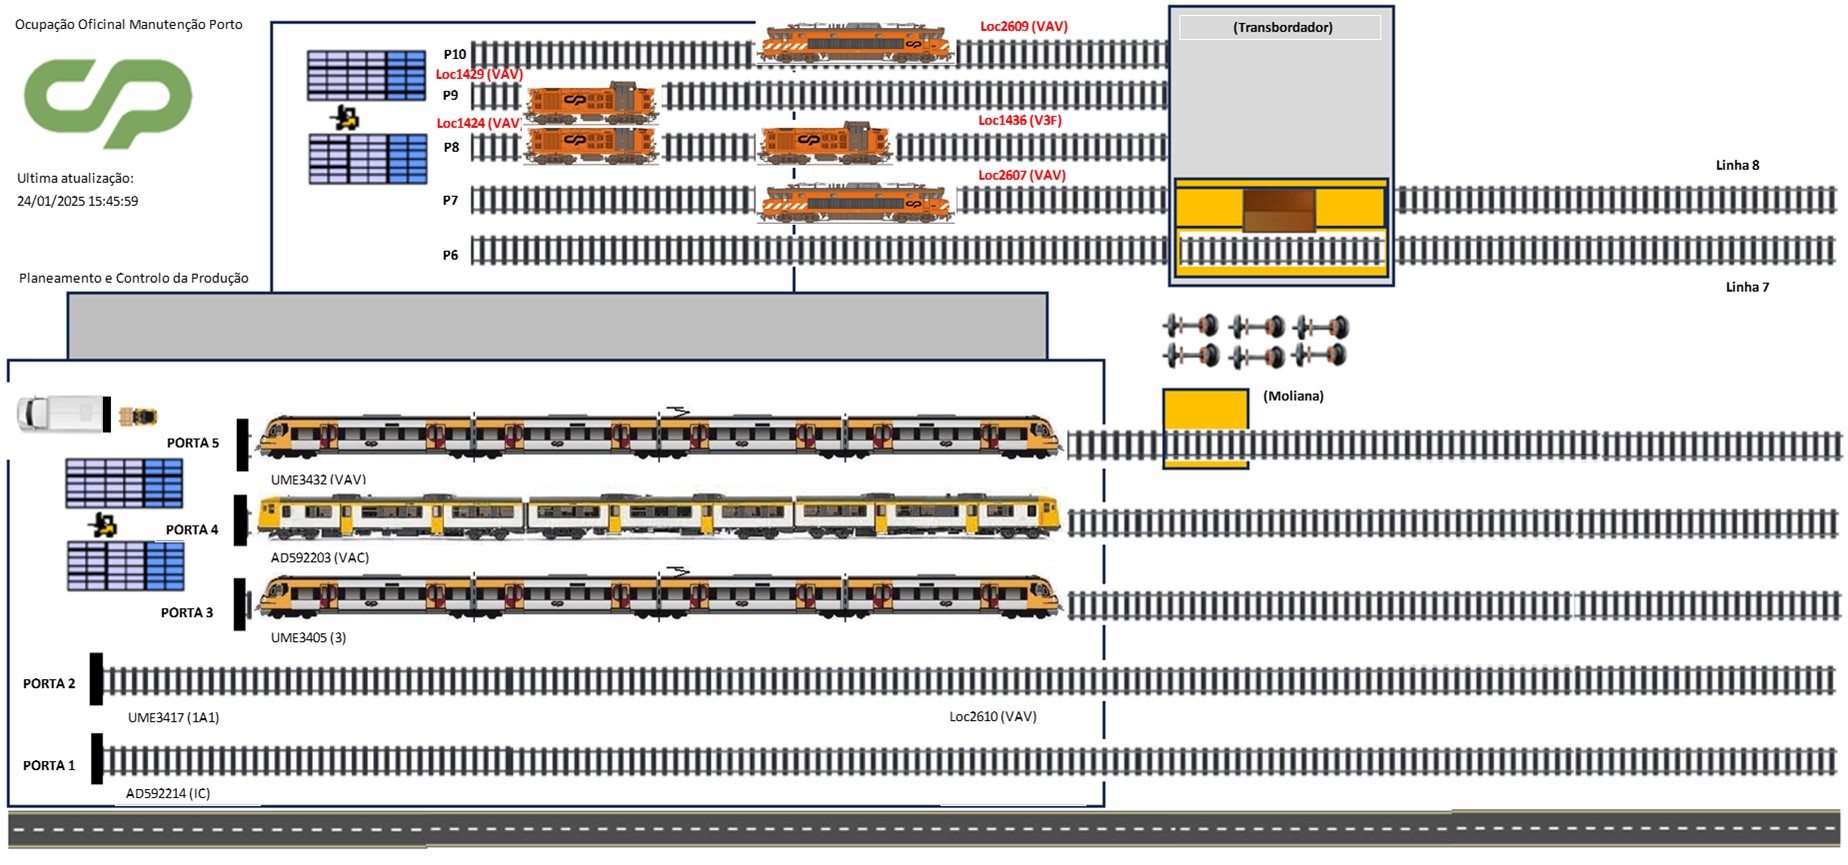 Ocupação Oficinal Manutenção Porto
CP
Ultima atualização:
24/01/2025 15:45:59
Planeamento e Controlo da Produção
P10
Loc2609 (VAV)
(Transbordador)
Loc1429 (VAV)
P9
Loc1424 (VAV)
Loc1436 (V3F)
P8
Loc2607 (VAV)
P7
Linha 8
P6
Linha 7
(Moliana)
PORTA 5
UME3432 (VAV)
PORTA 4
AD592203 (VAC)
PORTA 3
UME3405 (3)
PORTA 2
UME3417 (1A1)
Loc2610 (VAV)
PORTA 1
AD592214 (IC)